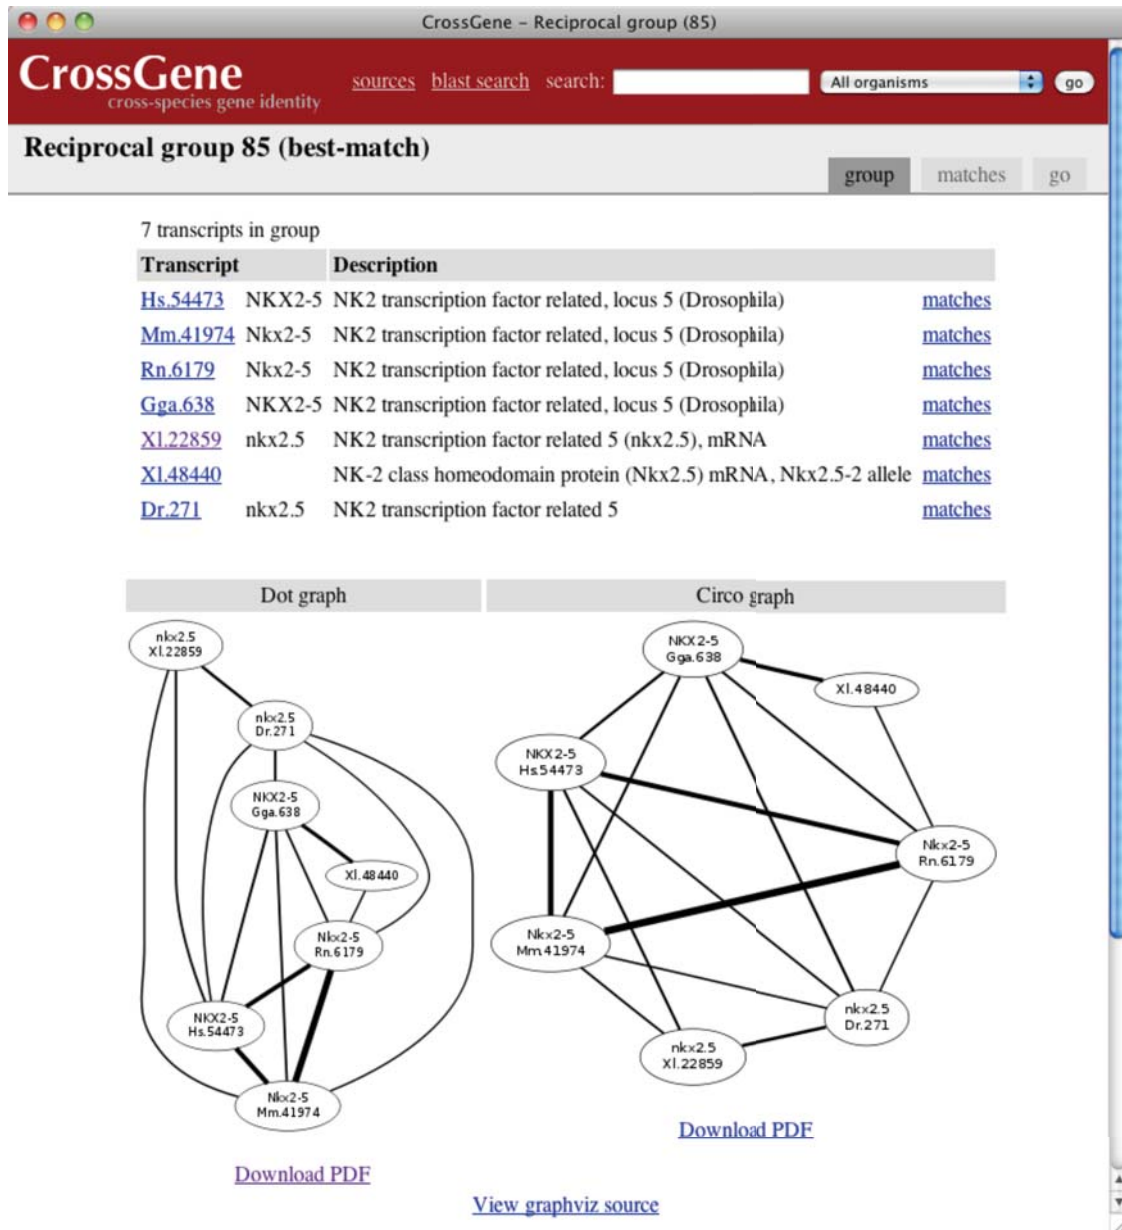 CrossGene – Reciprocal group (85)
CrossGene
cross-species gene identity
sources blast search search: All organisms go
Reciprocal group 85 (best-match)
group matches go
7 transcripts in group
Transcript Description
Hs.54473 NKX2-5 NK2 transcription factor related, locus 5 (Drosophila) matches
Mm.41974 Nkx2-5 NK2 transcription factor related, locus 5 (Drosophila) matches
Rn.6179 Nkx2-5 NK2 transcription factor related, locus 5 (Drosophila) matches
Gga.638 NKX2-5 NK2 transcription factor related, locus 5 (Drosophila) matches
Xl.22859 nkx2.5 NK2 transcription factor related 5 (nkx2.5), mRNA matches
Xl.48440 NK-2 class homeodomain protein (Nkx2.5) mRNA, Nkx2.5-2 allele matches
Dr.271 nkx2.5 NK2 transcription factor related 5 matches
Dot graph
nkx2.5
Xl.22859
nkx2.5
Dr.271
NKX2-5
Gga.638
Xl.48440
Nkx2-5
Rn.6179
NKX2-5
Hs.54473
Nkx2-5
Mm.41974
Download PDF
Circo graph
NKX2-5
Gga.638
Xl.48440
NKX2-5
Hs.54473
Nkx2-5
Rn.6179
Nkx2-5
Mm.41974
nkx2.5
Dr.271
nkx2.5
Xl.22859
Download PDF
View graphviz source